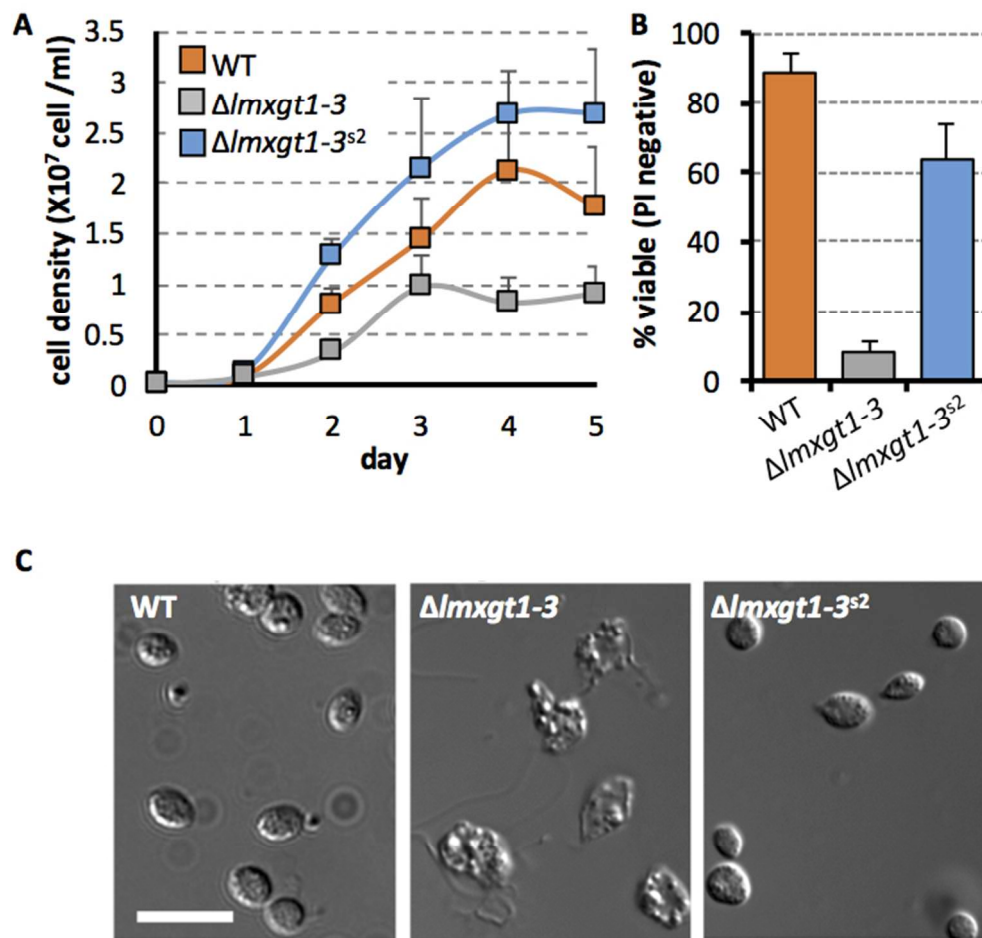 A
cell density (X10⁷ cell /ml)
3.5
3
2.5
2
1.5
1
0.5
0
WT
Δlmxgt1-3
Δlmxgt1-3ˢ²
0 1 2 3 4 5
day
B
% viable (PI negative)
100
80
60
40
20
0
WT
Δlmxgt1-3
Δlmxgt1-3ˢ²
C
WT
Δlmxgt1-3
Δlmxgt1-3ˢ²